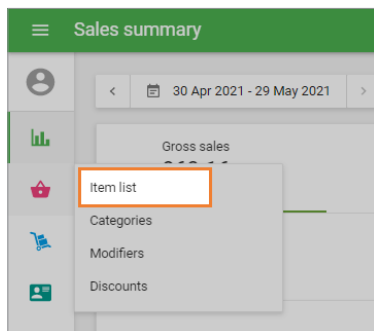 Sales summary
30 Apr 2021 - 29 May 2021
Gross sales
Item list
Categories
Modifiers
Discounts